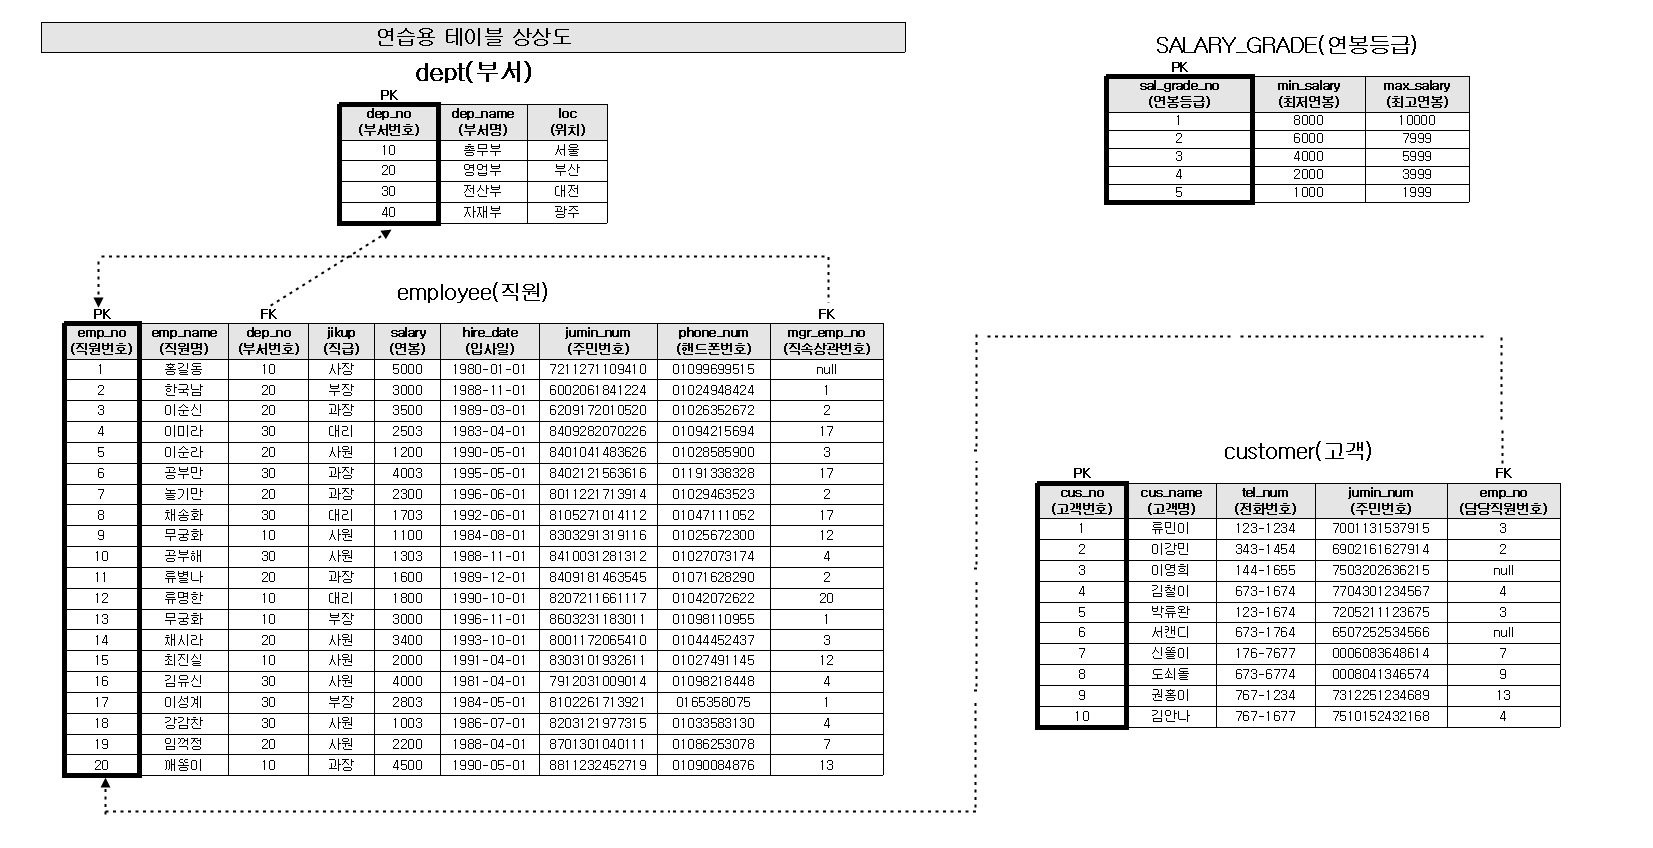 연습용 테이블 상상도
dept(부서)
PK
dep_no dep_name loc
(부서번호) (부서명) (위치)
10 총무부 서울
20 영업부 부산
30 전산부 대전
40 자재부 광주
SALARY_GRADE(연봉등급)
PK
sal_grade_no min_salary max_salary
(연봉등급) (최저연봉) (최고연봉)
1 8000 10000
2 6000 7999
3 4000 5999
4 2000 3999
5 1000 1999
employee(직원)
PK FK FK
emp_no emp_name dep_no jikup salary hire_date jumin_num phone_num mgr_emp_no
(직원번호) (직원명) (부서번호) (직급) (연봉) (입사일) (주민번호) (핸드폰번호) (직속상관번호)
1 홍길동 10 사장 5000 1980-01-01 7211271109410 01099699515 null
2 한국남 20 부장 3000 1988-11-01 6002061841224 01024948424 1
3 이순신 20 과장 3500 1989-03-01 6209172010520 01026352672 2
4 이미라 30 대리 2503 1983-04-01 8409282070226 01094215694 17
5 이순라 20 사원 1200 1990-05-01 8401041483626 01028585900 3
6 공부만 30 과장 4003 1995-05-01 8402121563616 01191338328 17
7 놀기만 20 과장 2300 1996-06-01 8011221713914 01029463523 2
8 채송화 30 대리 1703 1992-06-01 8105271014112 01047111052 17
9 무궁화 10 사원 1100 1984-08-01 8303291319116 01025672300 12
10 공부해 30 사원 1303 1988-11-01 8410031281312 01027073174 4
11 류별나 20 과장 1600 1989-12-01 8409181463545 01071628290 2
12 류명한 10 대리 1800 1990-10-01 8207211661117 01042072622 20
13 무궁화 10 부장 3000 1996-11-01 8603231183011 01098110955 1
14 채시라 20 사원 3400 1993-10-01 8001172065410 01044452437 3
15 최진실 10 사원 2000 1991-04-01 8303101932611 01027491145 12
16 김유신 30 사원 4000 1981-04-01 7912031009014 01098218448 4
17 이성계 30 부장 2803 1984-05-01 8102261713921 0165358075 1
18 강감찬 30 사원 1003 1986-07-01 8203121977315 01033583130 4
19 임꺽정 20 사원 2200 1988-04-01 8701301040111 01086253078 7
20 깨똥이 10 과장 4500 1990-05-01 8811232452719 01090084876 13
customer(고객)
PK FK
cus_no cus_name tel_num jumin_num emp_no
(고객번호) (고객명) (전화번호) (주민번호) (담당직원번호)
1 류민이 123-1234 7001131537915 3
2 이강민 343-1454 6902161627914 2
3 이영희 144-1655 7503202636215 null
4 김철이 673-1674 7704301234567 4
5 박류완 123-1674 7205211123675 3
6 서캔디 673-1764 6507252534566 null
7 신똘이 176-7677 0006083648614 7
8 도쇠돌 673-6774 0008041346574 9
9 권홍이 767-1234 7312251234689 13
10 김안나 767-1677 7510152432168 4